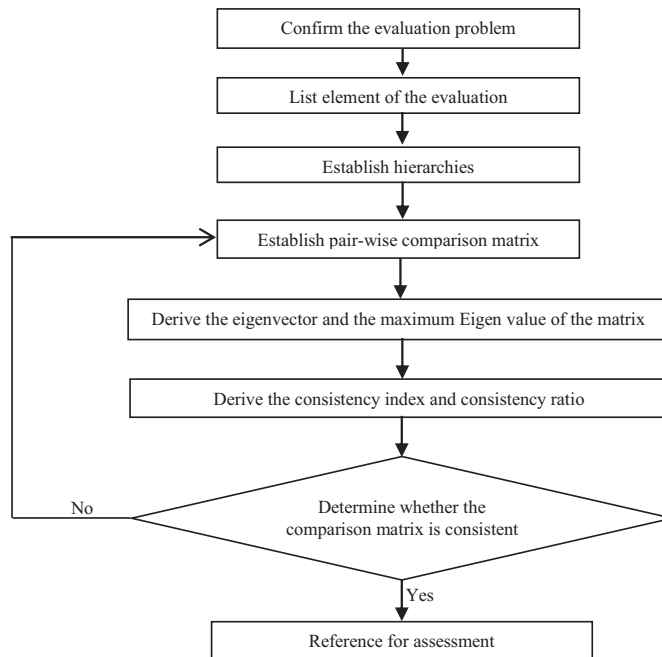 Confirm the evaluation problem
List element of the evaluation
Establish hierarchies
Establish pair-wise comparison matrix
Derive the eigenvector and the maximum Eigen value of the matrix
Derive the consistency index and consistency ratio
Determine whether the
comparison matrix is consistent
No
Yes
Reference for assessment